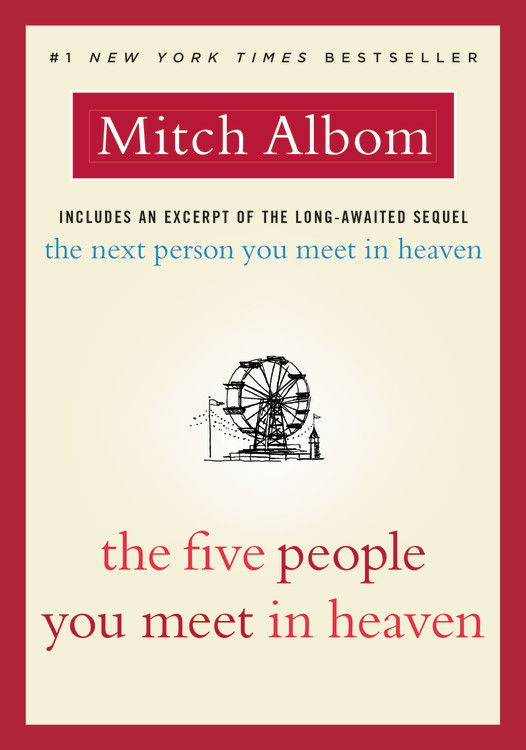 #1 NEW YORK TIMES BESTSELLER
Mitch Albom
INCLUDES AN EXCERPT OF THE LONG-AWAITED SEQUEL
the next person you meet in heaven
the five people
you meet in heaven